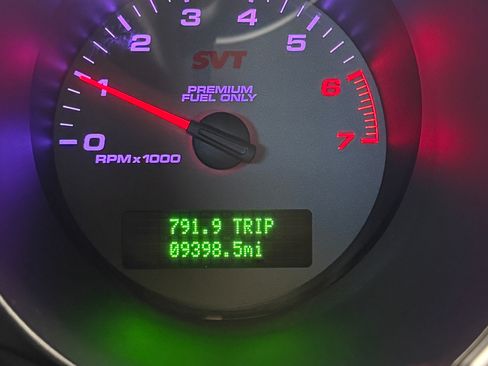 3 4
2 5
SVT
1 6
PREMIUM
FUEL ONLY
0 7
RPMx1000
791.9 TRIP
09398.5mi